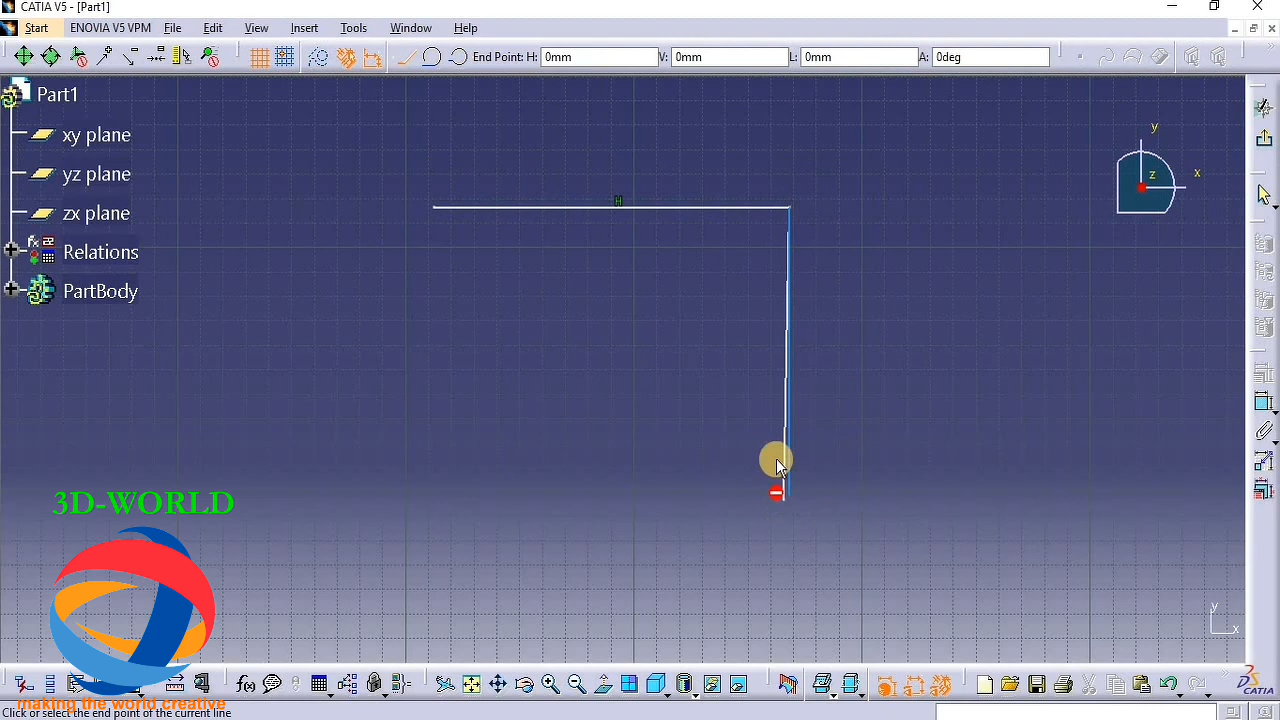 CATIA V5 - [Part1]
Start ENOVIA V5 VPM File Edit View Insert Tools Window Help
End Point: H: 0mm V: 0mm L: 0mm A: 0deg
Part1
xy plane
yz plane
zx plane
Relations
PartBody
H
y
z
x
3D-WORLD
y
x
f(x)
CATIA
making the world creative
Click or select the end point of the current line